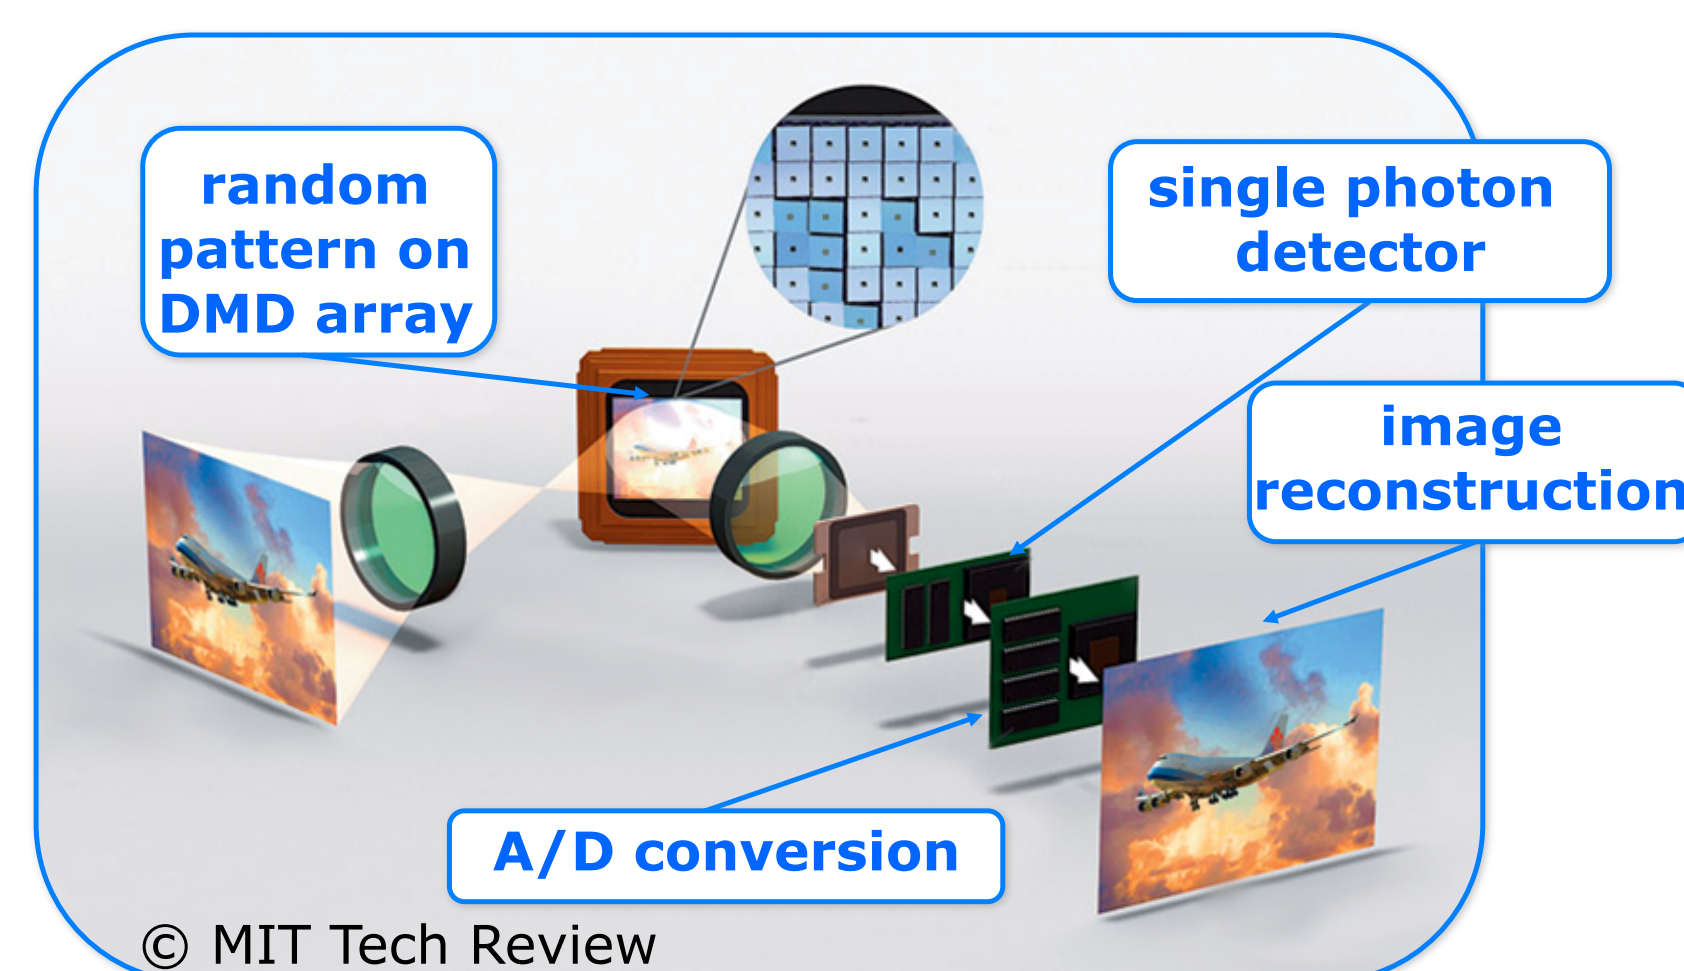 random
pattern on
DMD array
single photon
detector
image
reconstruction
A/D conversion
© MIT Tech Review